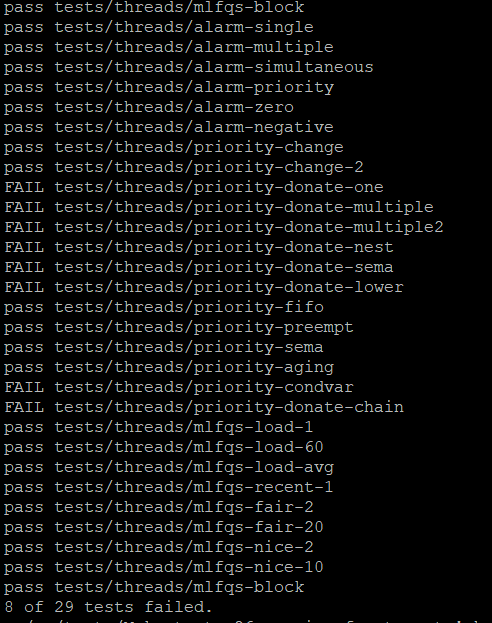 pass tests/threads/mlfqs-block
pass tests/threads/alarm-single
pass tests/threads/alarm-multiple
pass tests/threads/alarm-simultaneous
pass tests/threads/alarm-priority
pass tests/threads/alarm-zero
pass tests/threads/alarm-negative
pass tests/threads/priority-change
pass tests/threads/priority-change-2
FAIL tests/threads/priority-donate-one
FAIL tests/threads/priority-donate-multiple
FAIL tests/threads/priority-donate-multiple2
FAIL tests/threads/priority-donate-nest
FAIL tests/threads/priority-donate-sema
FAIL tests/threads/priority-donate-lower
pass tests/threads/priority-fifo
pass tests/threads/priority-preempt
pass tests/threads/priority-sema
pass tests/threads/priority-aging
FAIL tests/threads/priority-condvar
FAIL tests/threads/priority-donate-chain
pass tests/threads/mlfqs-load-1
pass tests/threads/mlfqs-load-60
pass tests/threads/mlfqs-load-avg
pass tests/threads/mlfqs-recent-1
pass tests/threads/mlfqs-fair-2
pass tests/threads/mlfqs-fair-20
pass tests/threads/mlfqs-nice-2
pass tests/threads/mlfqs-nice-10
pass tests/threads/mlfqs-block
8 of 29 tests failed.